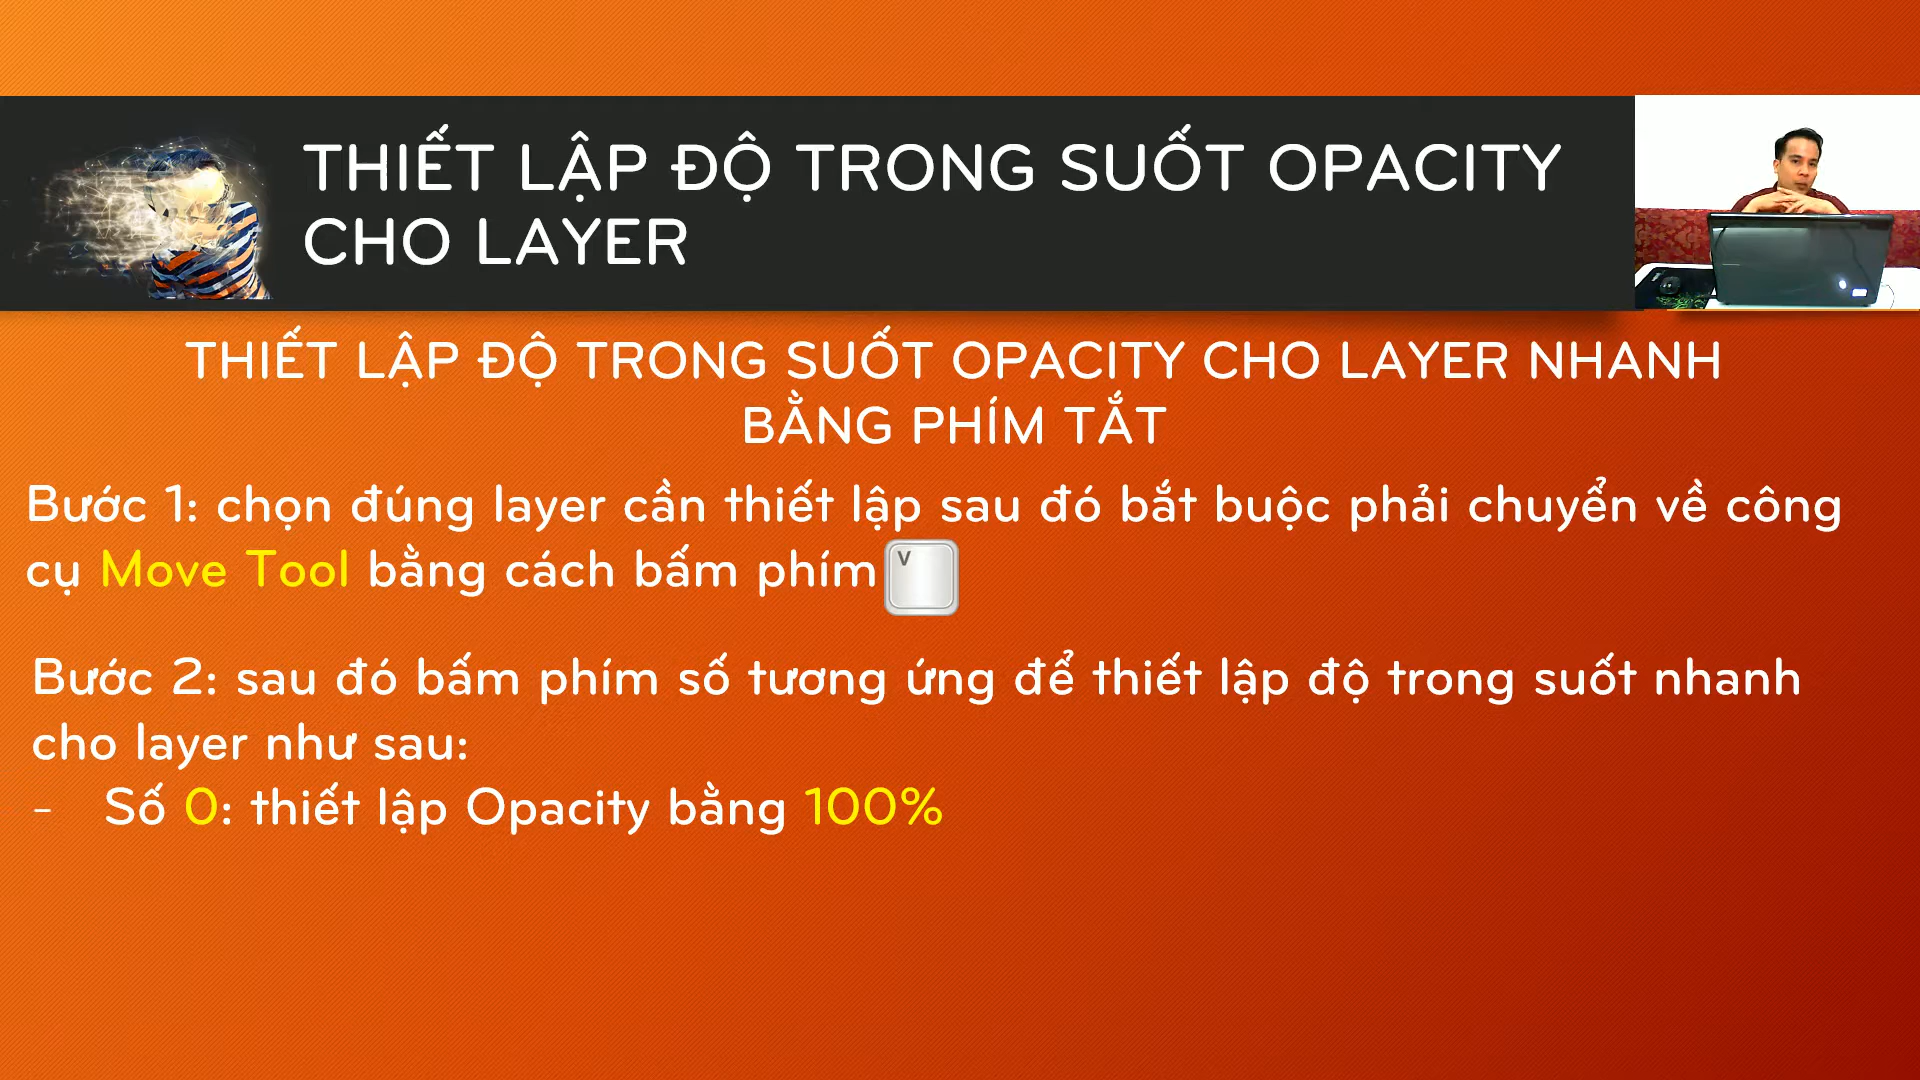 THIẾT LẬP ĐỘ TRONG SUỐT OPACITY
CHO LAYER
THIẾT LẬP ĐỘ TRONG SUỐT OPACITY CHO LAYER NHANH
BẰNG PHÍM TẮT
Bước 1: chọn đúng layer cần thiết lập sau đó bắt buộc phải chuyển về công
cụ Move Tool bằng cách bấm phím V
Bước 2: sau đó bấm phím số tương ứng để thiết lập độ trong suốt nhanh
cho layer như sau:
- Số 0: thiết lập Opacity bằng 100%